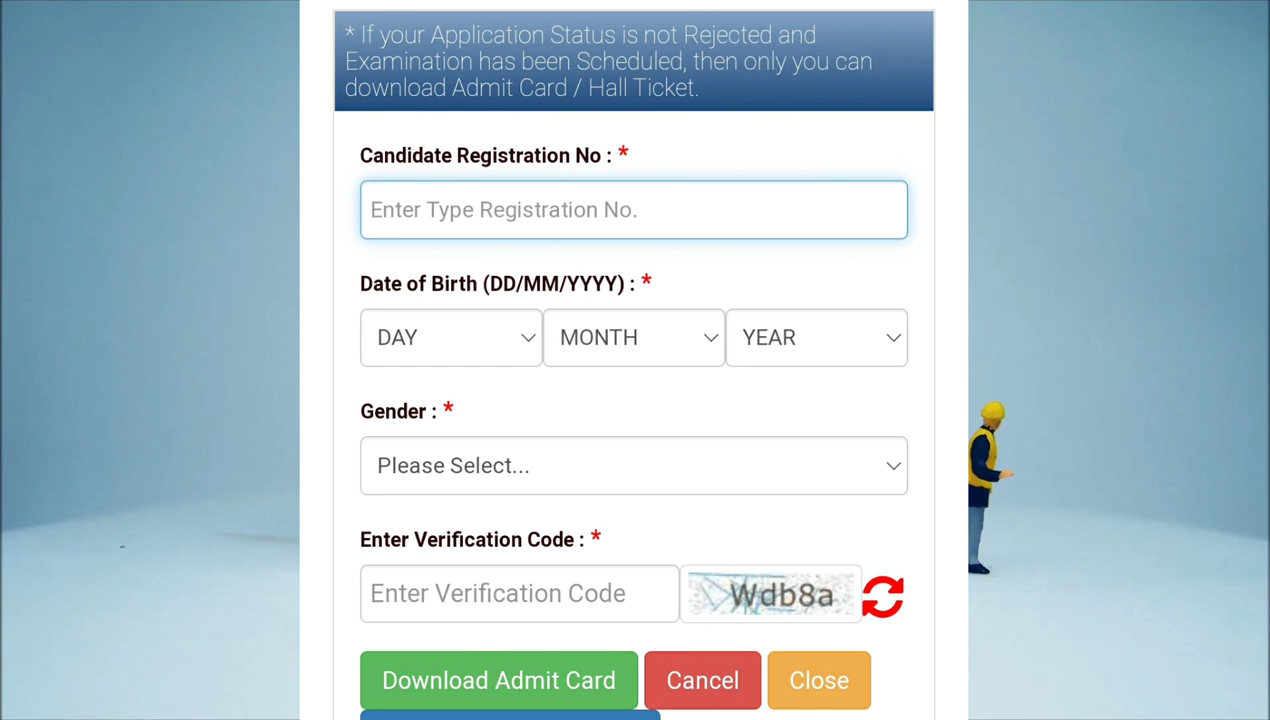 * If your Application Status is not Rejected and
Examination has been Scheduled, then only you can
download Admit Card / Hall Ticket.
Candidate Registration No : *
Enter Type Registration No.
Date of Birth (DD/MM/YYYY) : *
DAY MONTH YEAR
Gender : *
Please Select...
Enter Verification Code : *
Enter Verification Code Wdb8a
Download Admit Card Cancel Close